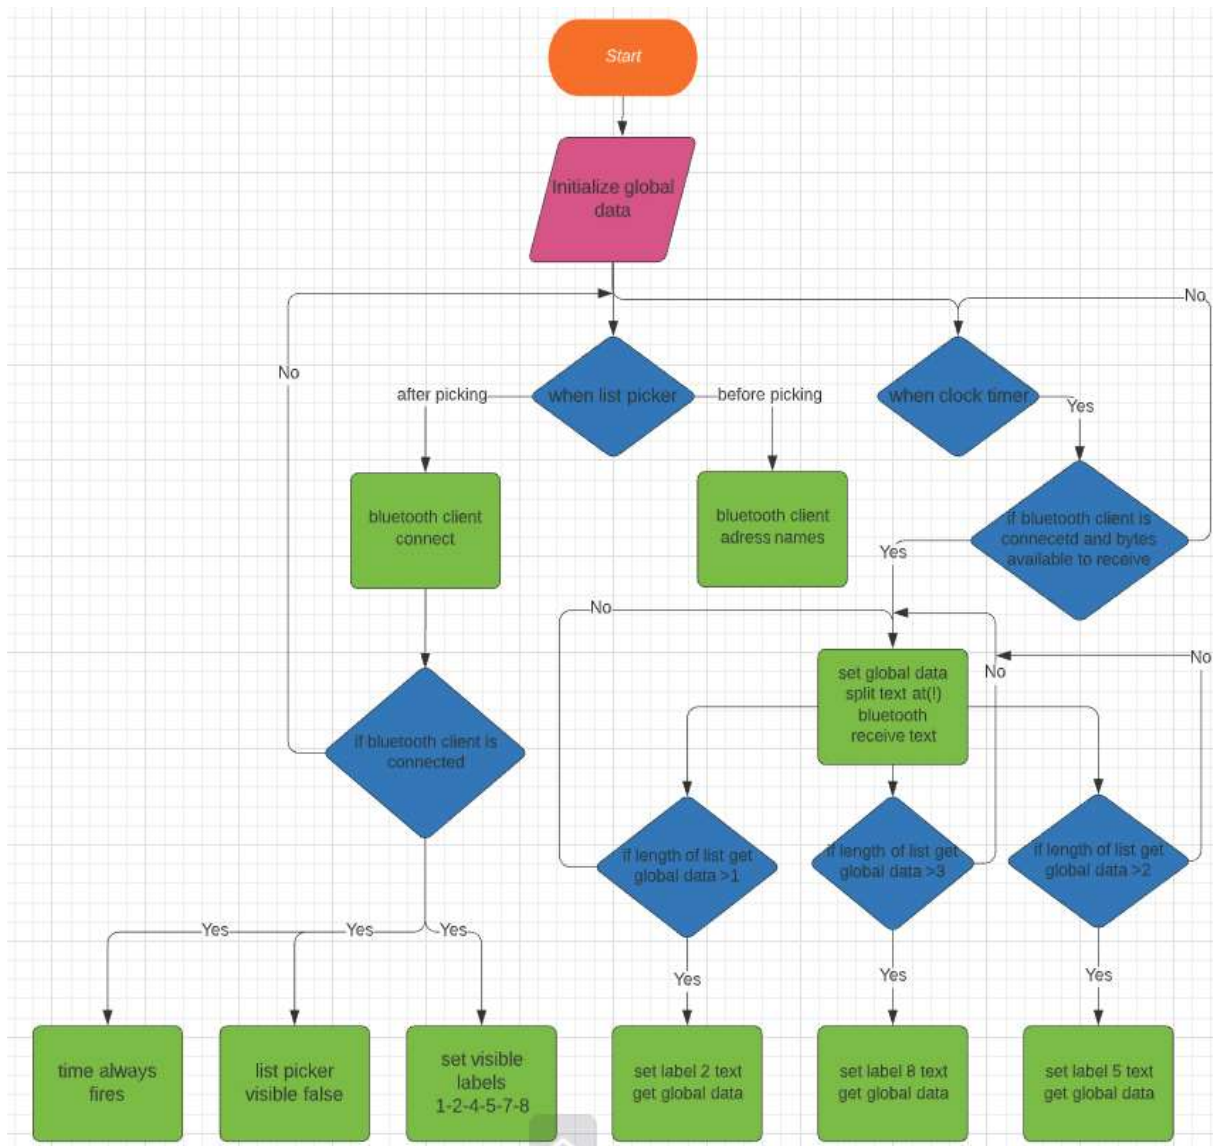 Start
Initialize global
data
No
No
when list picker
after picking
before picking
when clock timer
Yes
bluetooth client
connect
bluetooth client
adress names
if bluetooth client is
connecetd and bytes
available to receive
Yes
No
No
No
set global data
split text at(!)
bluetooth
receive text
if bluetooth client is
connected
if length of list get
global data >1
if length of list get
global data >3
if length of list get
global data >2
Yes
Yes
Yes
Yes
Yes
Yes
time always
fires
list picker
visible false
set visible
labels
1-2-4-5-7-8
set label 2 text
get global data
set label 8 text
get global data
set label 5 text
get global data